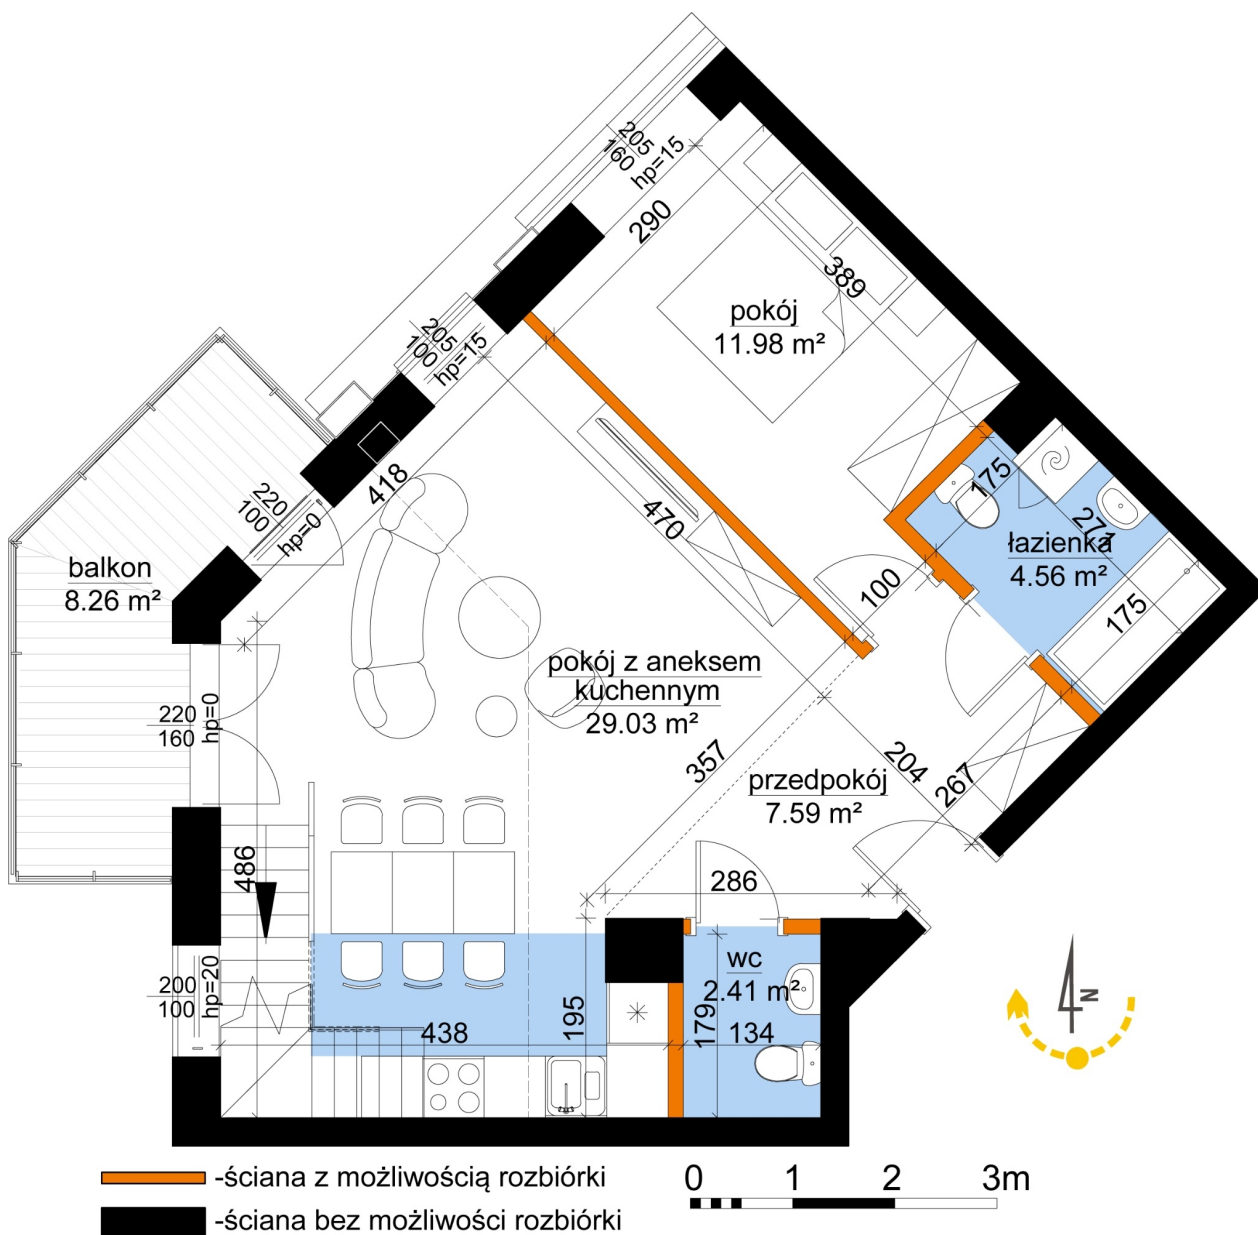 205
160
hp=15
290
389
pokój
11.98 m²
205
100
hp=15
418
470
175
277
łazienka
4.56 m²
220
100
hp=0
balkon
8.26 m²
100
175
pokój z aneksem
kuchennym
29.03 m²
220
160
hp=0
357
204
267
przedpokój
7.59 m²
486
286
wc
2.41 m²
200
100
hp=20
438
195
179
134
N
-ściana z możliwością rozbiórki
0 1 2 3m
-ściana bez możliwości rozbiórki